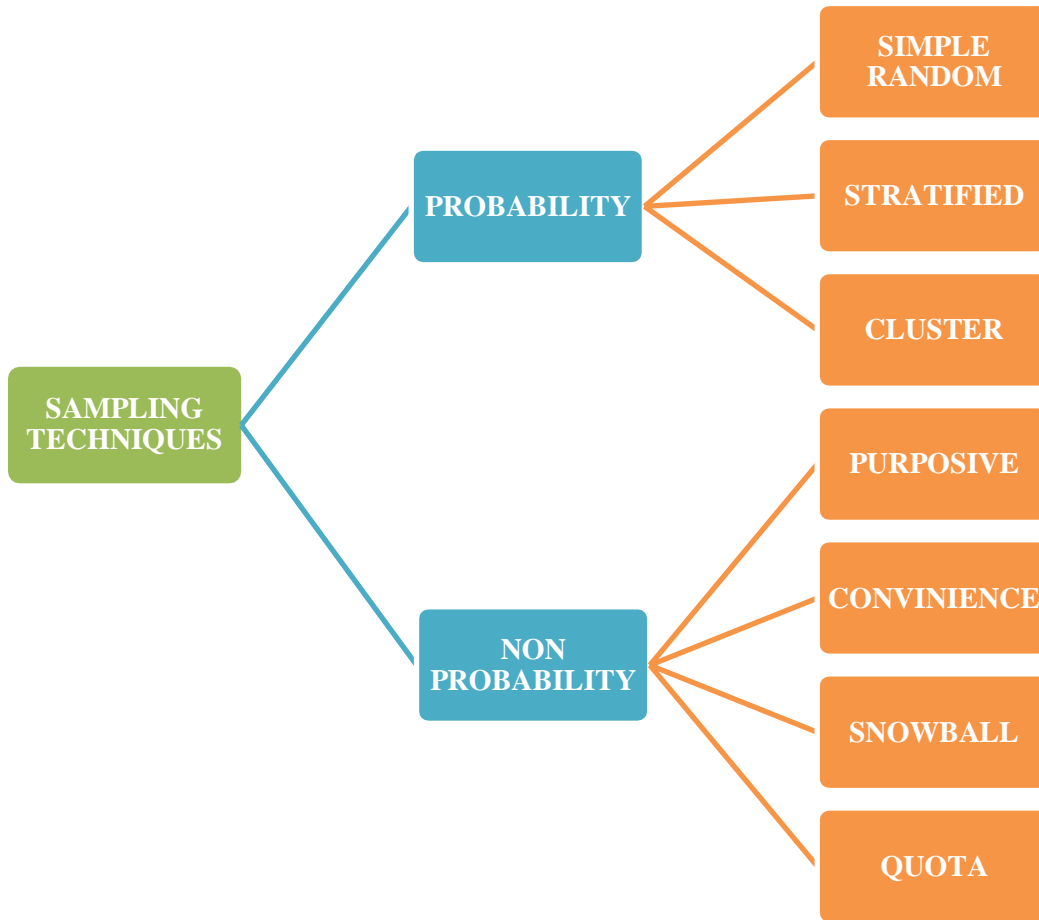 SIMPLE
RANDOM
PROBABILITY
STRATIFIED
CLUSTER
SAMPLING
TECHNIQUES
PURPOSIVE
CONVINIENCE
NON
PROBABILITY
SNOWBALL
QUOTA